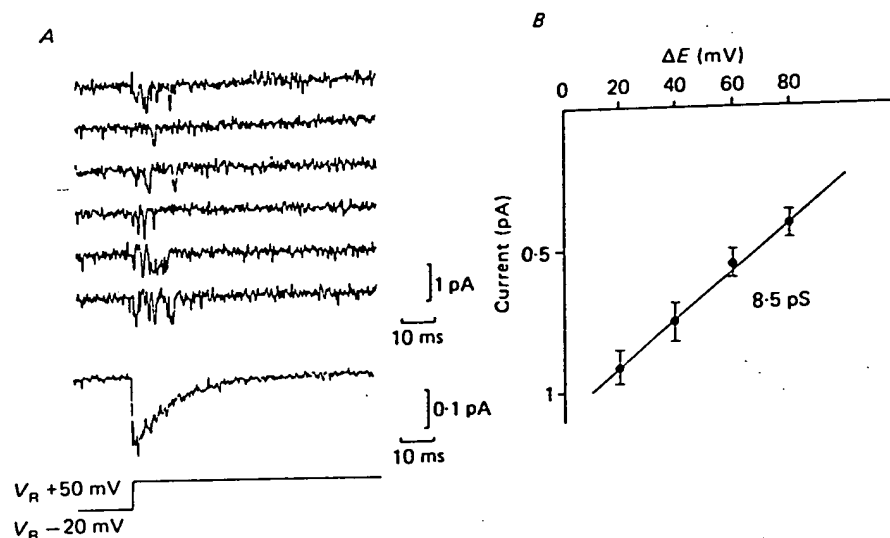 A
1 pA
10 ms
0·1 pA
10 ms
V_R +50 mV
V_R −20 mV
B
ΔE (mV)
0 20 40 60 80
Current (pA)
0·5
1
8·5 pS